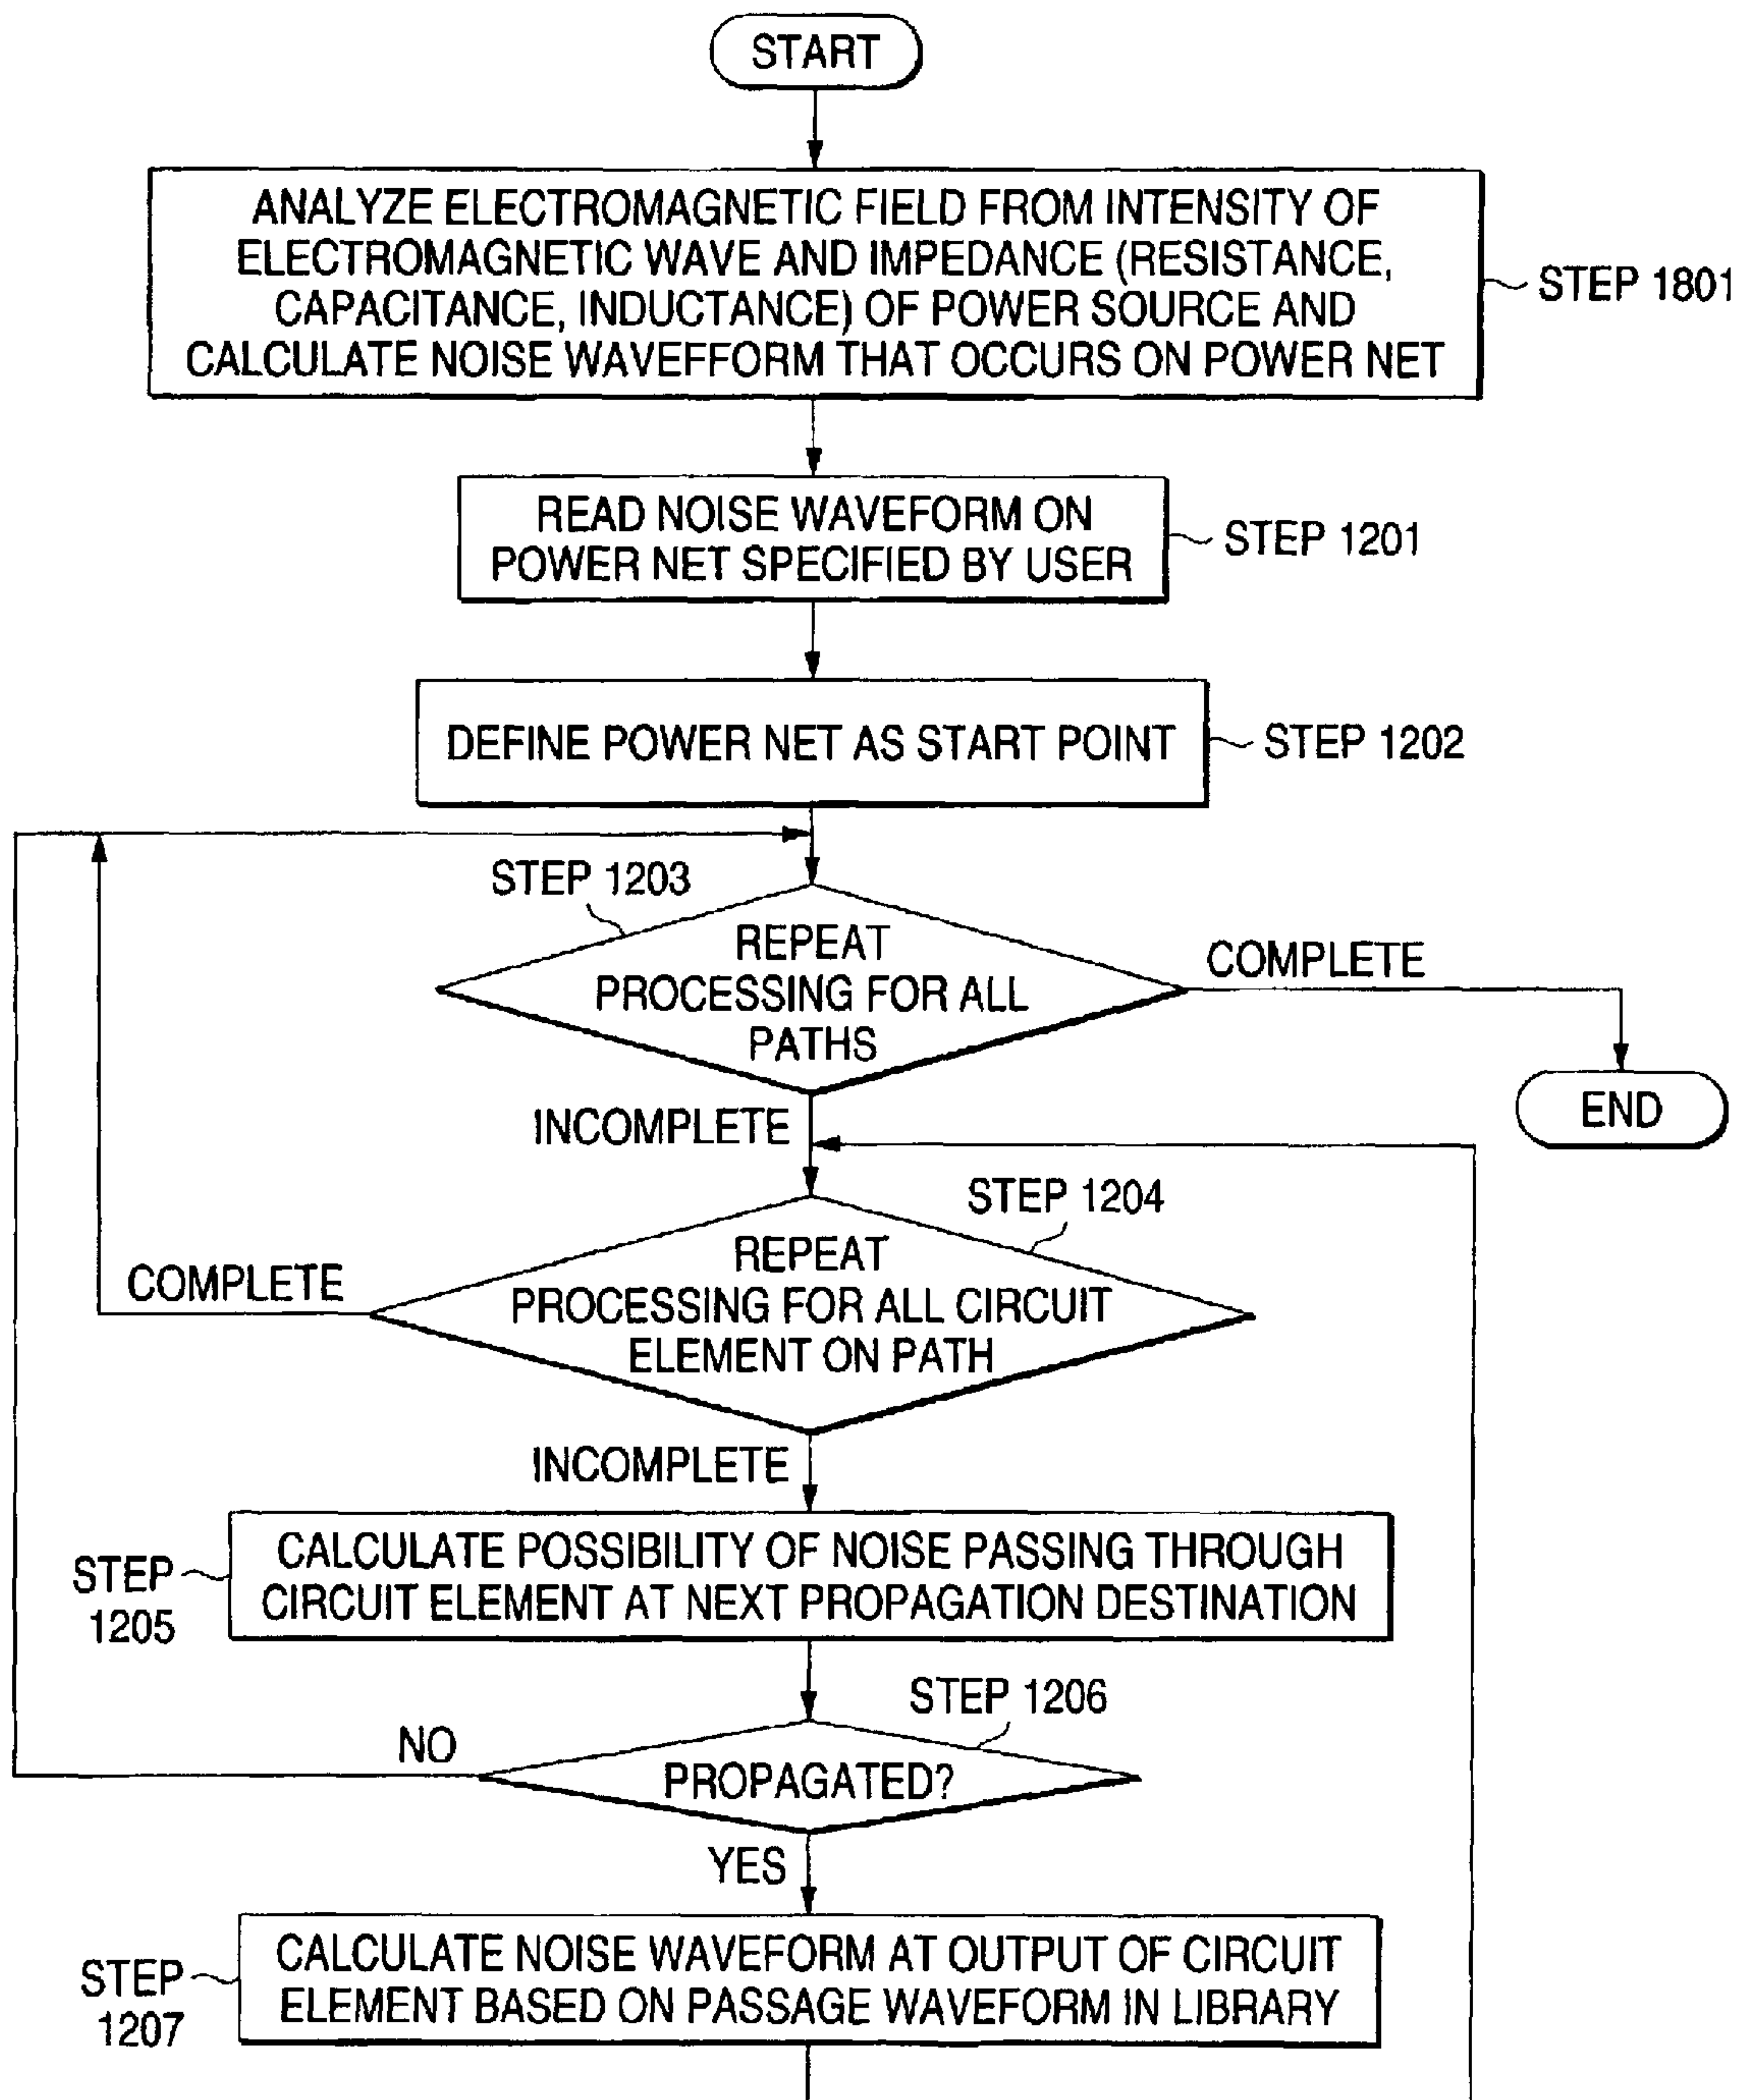 START
ANALYZE ELECTROMAGNETIC FIELD FROM INTENSITY OF
ELECTROMAGNETIC WAVE AND IMPEDANCE (RESISTANCE,
CAPACITANCE, INDUCTANCE) OF POWER SOURCE AND
CALCULATE NOISE WAVEFFORM THAT OCCURS ON POWER NET
STEP 1801
READ NOISE WAVEFORM ON
POWER NET SPECIFIED BY USER
STEP 1201
DEFINE POWER NET AS START POINT
STEP 1202
STEP 1203
REPEAT
PROCESSING FOR ALL
PATHS
COMPLETE
END
INCOMPLETE
STEP 1204
REPEAT
PROCESSING FOR ALL CIRCUIT
ELEMENT ON PATH
COMPLETE
INCOMPLETE
STEP
1205
CALCULATE POSSIBILITY OF NOISE PASSING THROUGH
CIRCUIT ELEMENT AT NEXT PROPAGATION DESTINATION
STEP 1206
NO
PROPAGATED?
YES
STEP
1207
CALCULATE NOISE WAVEFORM AT OUTPUT OF CIRCUIT
ELEMENT BASED ON PASSAGE WAVEFORM IN LIBRARY